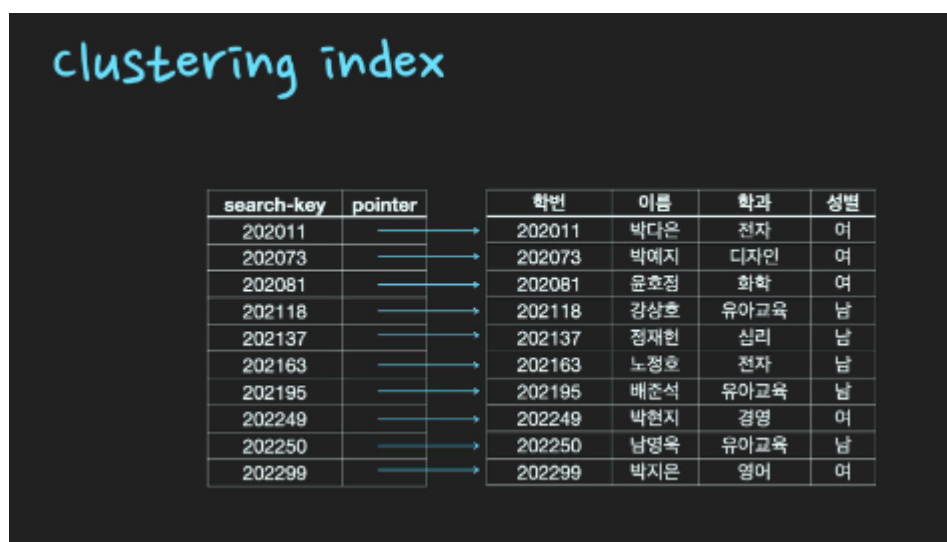 clustering index
search-key pointer 학번 이름 학과 성별
202011 202011 박다은 전자 여
202073 202073 박예지 디자인 여
202081 202081 윤호정 화학 여
202118 202118 강상호 유아교육 남
202137 202137 정재헌 심리 남
202163 202163 노정호 전자 남
202195 202195 배준석 유아교육 남
202249 202249 박현지 경영 여
202250 202250 남영욱 유아교육 남
202299 202299 박지은 영어 여